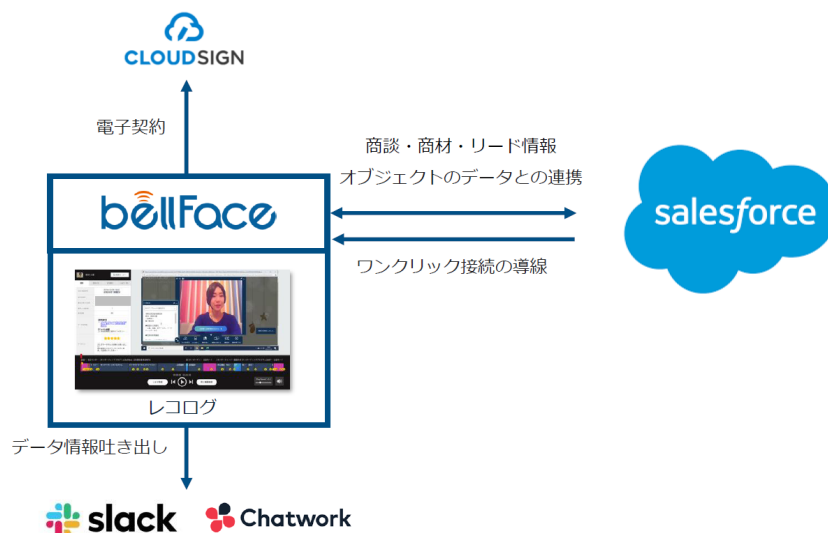 CLOUDSIGN
電子契約
商談・商材・リード情報
オブジェクトのデータとの連携
bellFace
salesforce
ワンクリック接続の導線
レコログ
データ情報吐き出し
slack
Chatwork